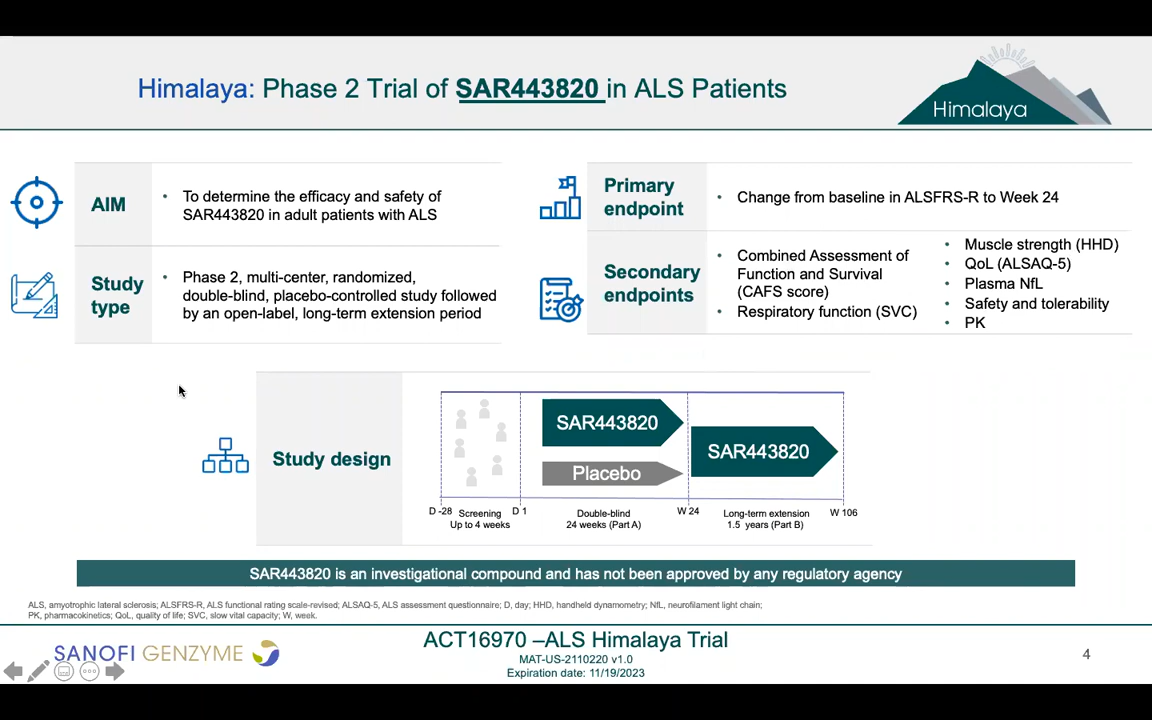 Himalaya: Phase 2 Trial of SAR443820 in ALS Patients
Himalaya
AIM
• To determine the efficacy and safety of
SAR443820 in adult patients with ALS
Study
type
• Phase 2, multi-center, randomized,
double-blind, placebo-controlled study followed
by an open-label, long-term extension period
Primary
endpoint
• Change from baseline in ALSFRS-R to Week 24
Secondary
endpoints
• Combined Assessment of
Function and Survival
(CAFS score)
• Respiratory function (SVC)
• Muscle strength (HHD)
• QoL (ALSAQ-5)
• Plasma NfL
• Safety and tolerability
• PK
Study design
SAR443820
Placebo
SAR443820
D -28
Screening
Up to 4 weeks
D 1
Double-blind
24 weeks (Part A)
W 24
Long-term extension
1.5 years (Part B)
W 106
SAR443820 is an investigational compound and has not been approved by any regulatory agency
ALS, amyotrophic lateral sclerosis; ALSFRS-R, ALS functional rating scale-revised; ALSAQ-5, ALS assessment questionnaire; D, day; HHD, handheld dynamometry; NfL, neurofilament light chain;
PK, pharmacokinetics; QoL, quality of life; SVC, slow vital capacity; W, week.
SANOFI GENZYME
ACT16970 –ALS Himalaya Trial
MAT-US-2110220 v1.0
Expiration date: 11/19/2023
4